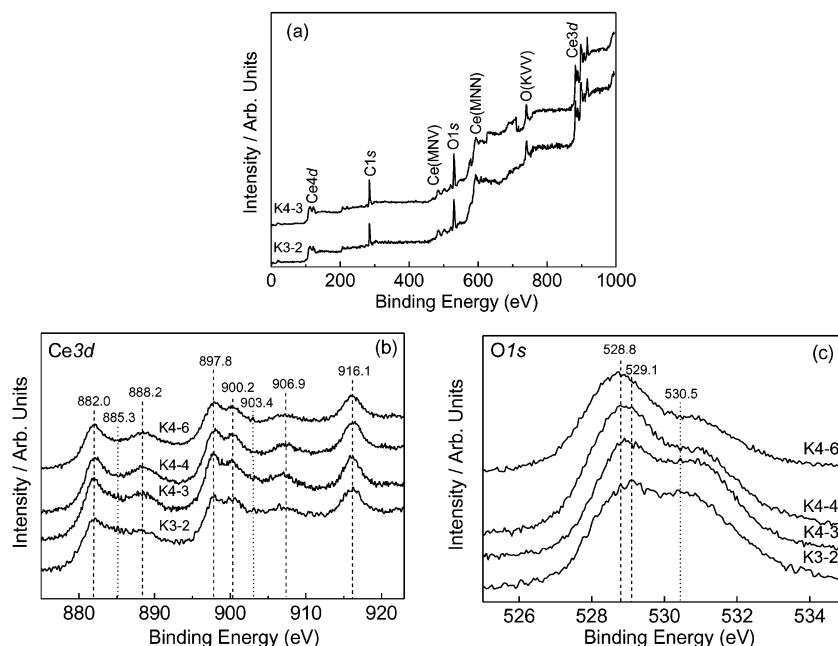 (a)
Intensity / Arb. Units
Ce4d
C1s
Ce(MNV)
O1s
Ce(MNN)
O(KVV)
Ce3d
K4-3
K3-2
0 200 400 600 800 1000
Binding Energy (eV)
Ce3d
(b)
Intensity / Arb. Units
882.0
885.3
888.2
897.8
900.2
903.4
906.9
916.1
K4-6
K4-4
K4-3
K3-2
880 890 900 910 920
Binding Energy (eV)
O1s
(c)
Intensity / Arb. Units
528.8
529.1
530.5
K4-6
K4-4
K4-3
K3-2
526 528 530 532 534
Binding Energy (eV)